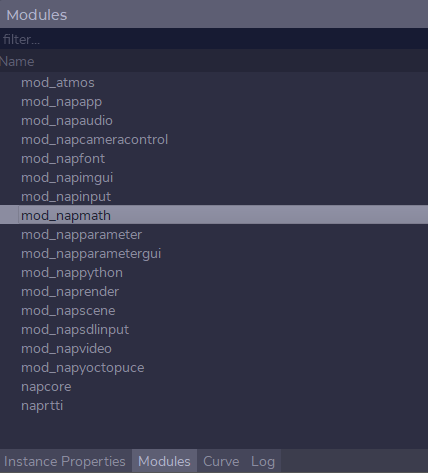 Modules
filter...
Name
mod_atmos
mod_napapp
mod_napaudio
mod_napcameracontrol
mod_napfont
mod_napimgui
mod_napinput
mod_napmath
mod_napparameter
mod_napparametergui
mod_nappython
mod_naprender
mod_napscene
mod_napsdlinput
mod_napvideo
mod_napyoctopuce
napcore
naprtti
Instance Properties Modules Curve Log